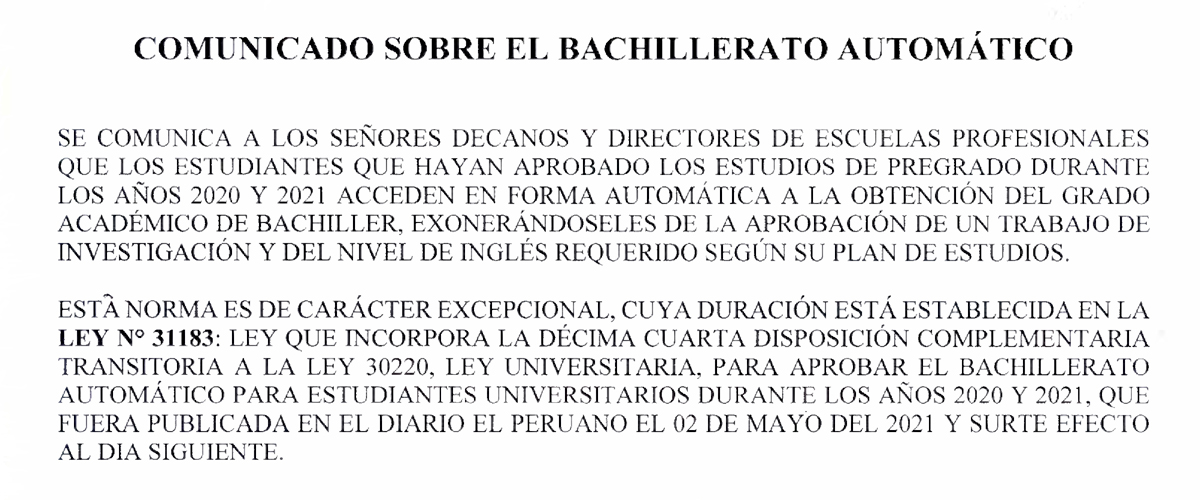 COMUNICADO SOBRE EL BACHILLERATO AUTOMÁTICO
SE COMUNICA A LOS SEÑORES DECANOS Y DIRECTORES DE ESCUELAS PROFESIONALES
QUE LOS ESTUDIANTES QUE HAYAN APROBADO LOS ESTUDIOS DE PREGRADO DURANTE
LOS AÑOS 2020 Y 2021 ACCEDEN EN FORMA AUTOMÁTICA A LA OBTENCIÓN DEL GRADO
ACADÉMICO DE BACHILLER, EXONERÁNDOSELES DE LA APROBACIÓN DE UN TRABAJO DE
INVESTIGACIÓN Y DEL NIVEL DE INGLÉS REQUERIDO SEGÚN SU PLAN DE ESTUDIOS.
ESTÀ NORMA ES DE CARÁCTER EXCEPCIONAL, CUYA DURACIÓN ESTÁ ESTABLECIDA EN LA
LEY N° 31183: LEY QUE INCORPORA LA DÉCIMA CUARTA DISPOSICIÓN COMPLEMENTARIA
TRANSITORIA A LA LEY 30220, LEY UNIVERSITARIA, PARA APROBAR EL BACHILLERATO
AUTOMÁTICO PARA ESTUDIANTES UNIVERSITARIOS DURANTE LOS AÑOS 2020 Y 2021, QUE
FUERA PUBLICADA EN EL DIARIO EL PERUANO EL 02 DE MAYO DEL 2021 Y SURTE EFECTO
AL DIA SIGUIENTE.